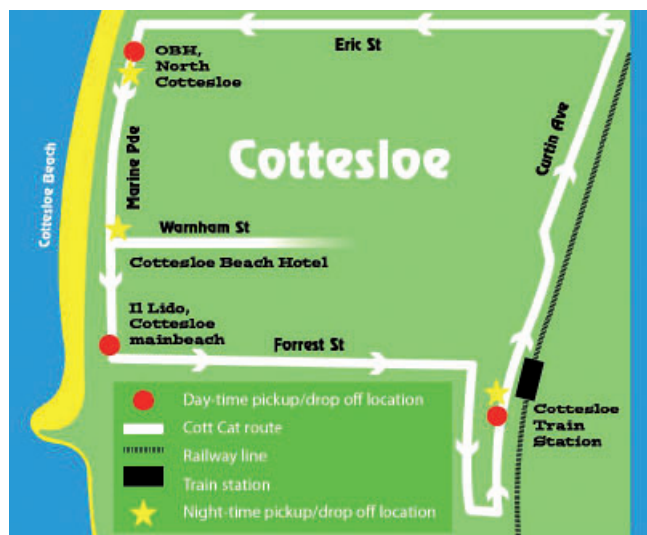 OBH,
North
Cottesloe
Eric St
Cottesloe
Curtin Ave
Marine Pde
Cottesloe Beach
Warnham St
Cottesloe Beach Hotel
Il Lido,
Cottesloe
mainbeach
Forrest St
Cottesloe
Train
Station
Day-time pickup/drop off location
Cott Cat route
Railway line
Train station
Night-time pickup/drop off location